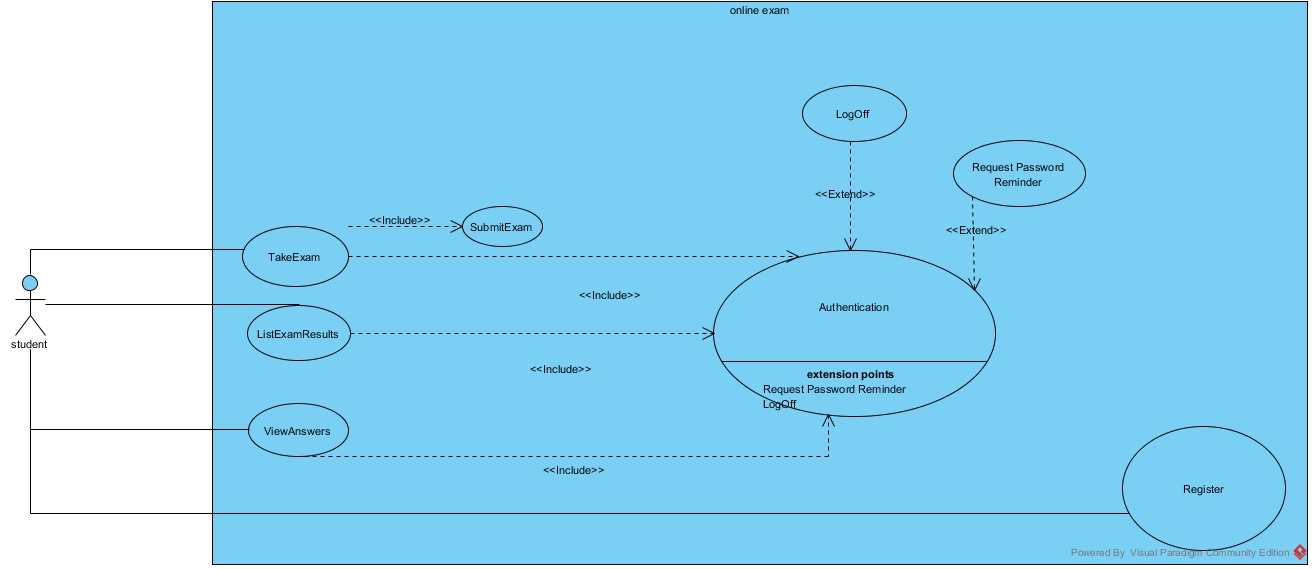 online exam
LogOff
<<Extend>>
Request Password
Reminder
<<Extend>>
<<Include>>
SubmitExam
TakeExam
<<Include>>
Authentication
student
ListExamResults
<<Include>>
extension points
Request Password Reminder
LogOff
ViewAnswers
<<Include>>
Register
Powered By Visual Paradigm Community Edition